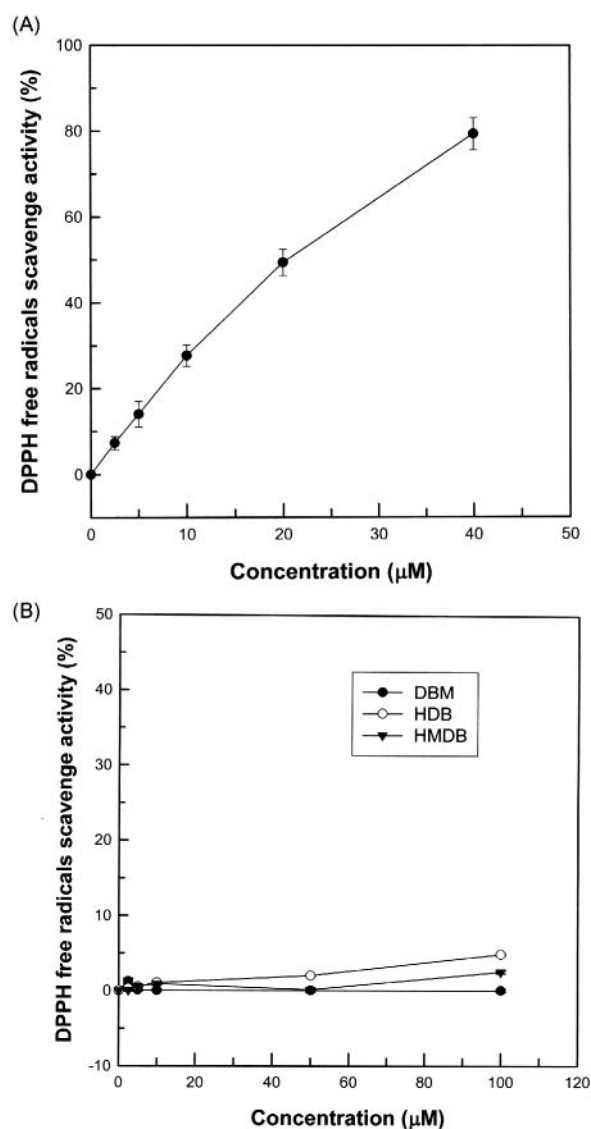 (A)
DPPH free radicals scavenge activity (%)
100
80
60
40
20
0
0 10 20 30 40 50
Concentration (μM)
(B)
DPPH free radicals scavenge activity (%)
50
40
30
20
10
0
-10
DBM
HDB
HMDB
0 20 40 60 80 100 120
Concentration (μM)